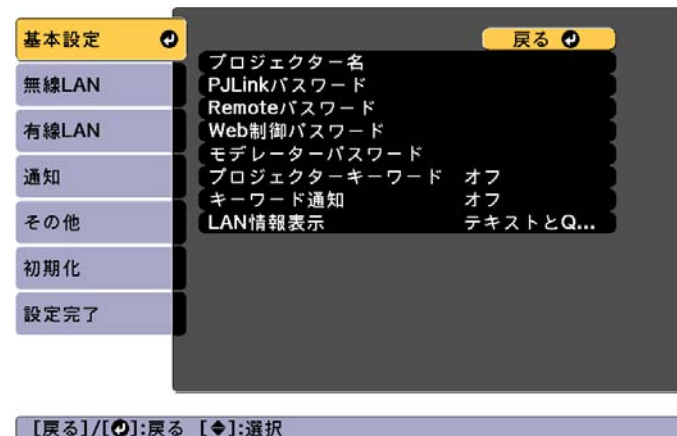 基本設定
無線LAN
有線LAN
通知
その他
初期化
設定完了
戻る
プロジェクター名
PJLinkパスワード
Remoteパスワード
Web制御パスワード
モデレーターパスワード
プロジェクターキーワード オフ
キーワード通知 オフ
LAN情報表示 テキストとQ...
[戻る]/[⏎]:戻る [◆]:選択